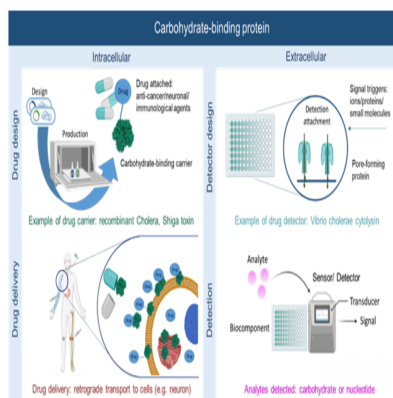 Carbohydrate-binding protein
Intracellular
Extracellular
Drug design
Design
Production
Drug
Drug attached:
anti-cancer/neuronal/
immunological agents
Carbohydrate-binding carrier
Example of drug carrier: recombinant Cholera, Shiga toxin
Detector design
Detection
attachment
Signal triggers:
ions/proteins/
small molecules
Pore-forming
protein
Example of drug detector: Vibrio cholerae cytolysin
Drug delivery
Drug delivery: retrograde transport to cells (e.g. neuron)
Detection
Analyte
Sensor/ Detector
Transducer
Signal
Biocomponent
Analytes detected: carbohydrate or nucleotide